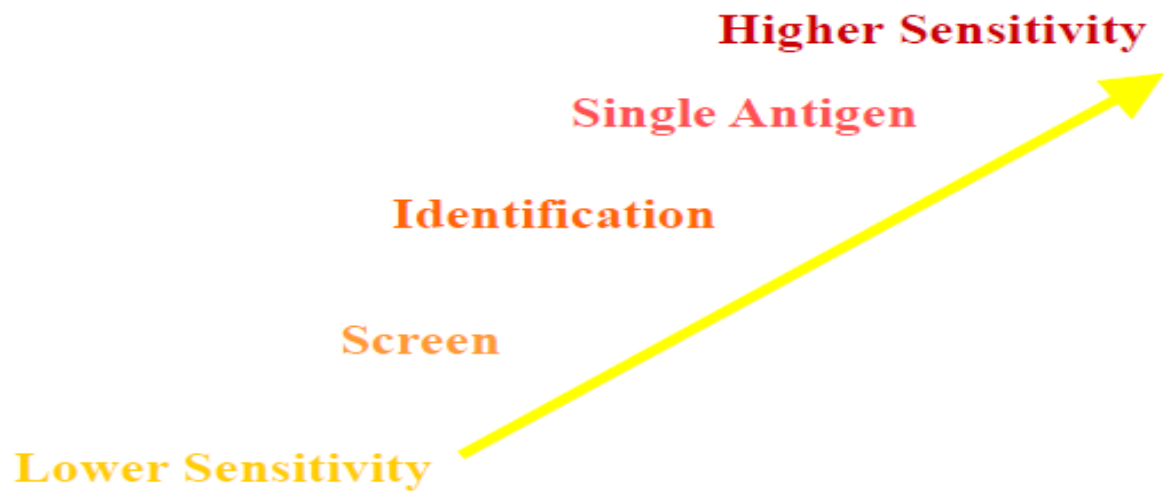 Higher Sensitivity
Single Antigen
Identification
Screen
Lower Sensitivity